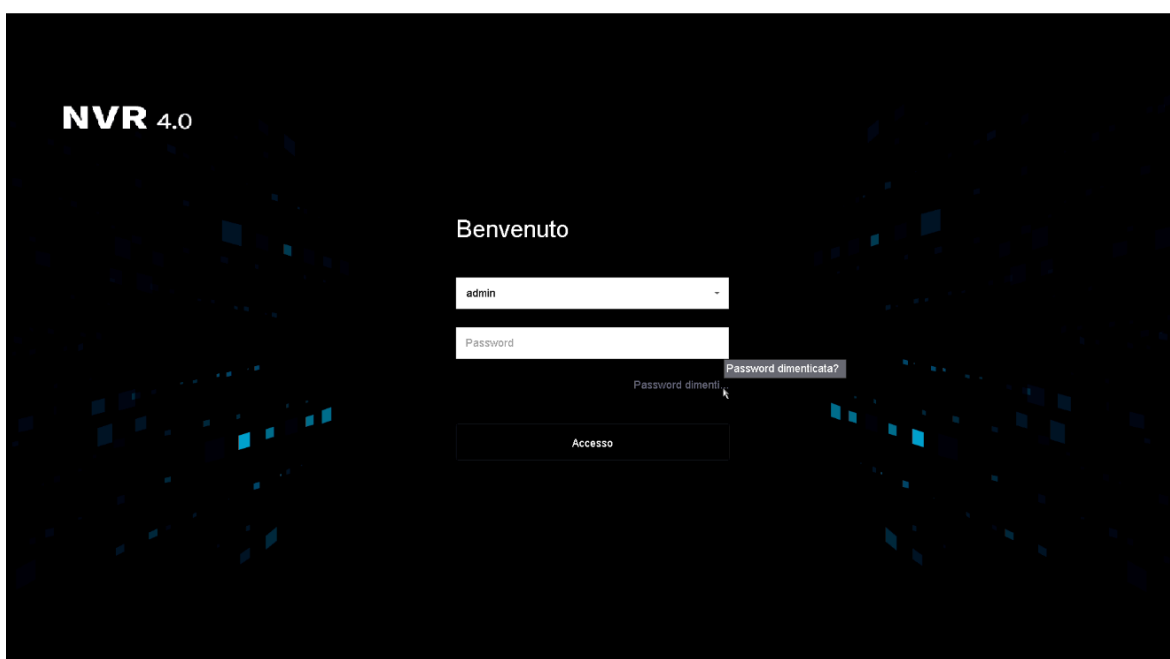 NVR 4.0
Benvenuto
admin
Password
Password dimenticata?
Password dimenti...
Accesso